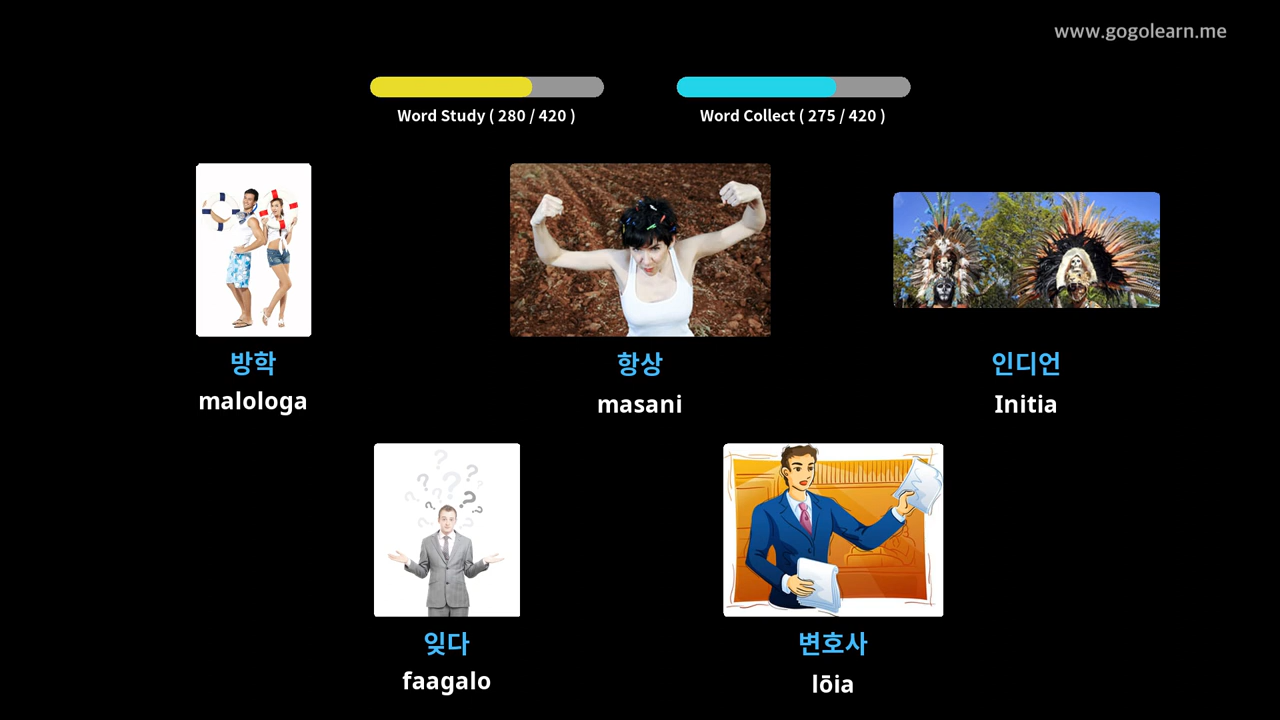 www.gogolearn.me
Word Study ( 280 / 420 )
Word Collect ( 275 / 420 )
방학
malologa
항상
masani
인디언
Initia
잊다
faagalo
변호사
lōia